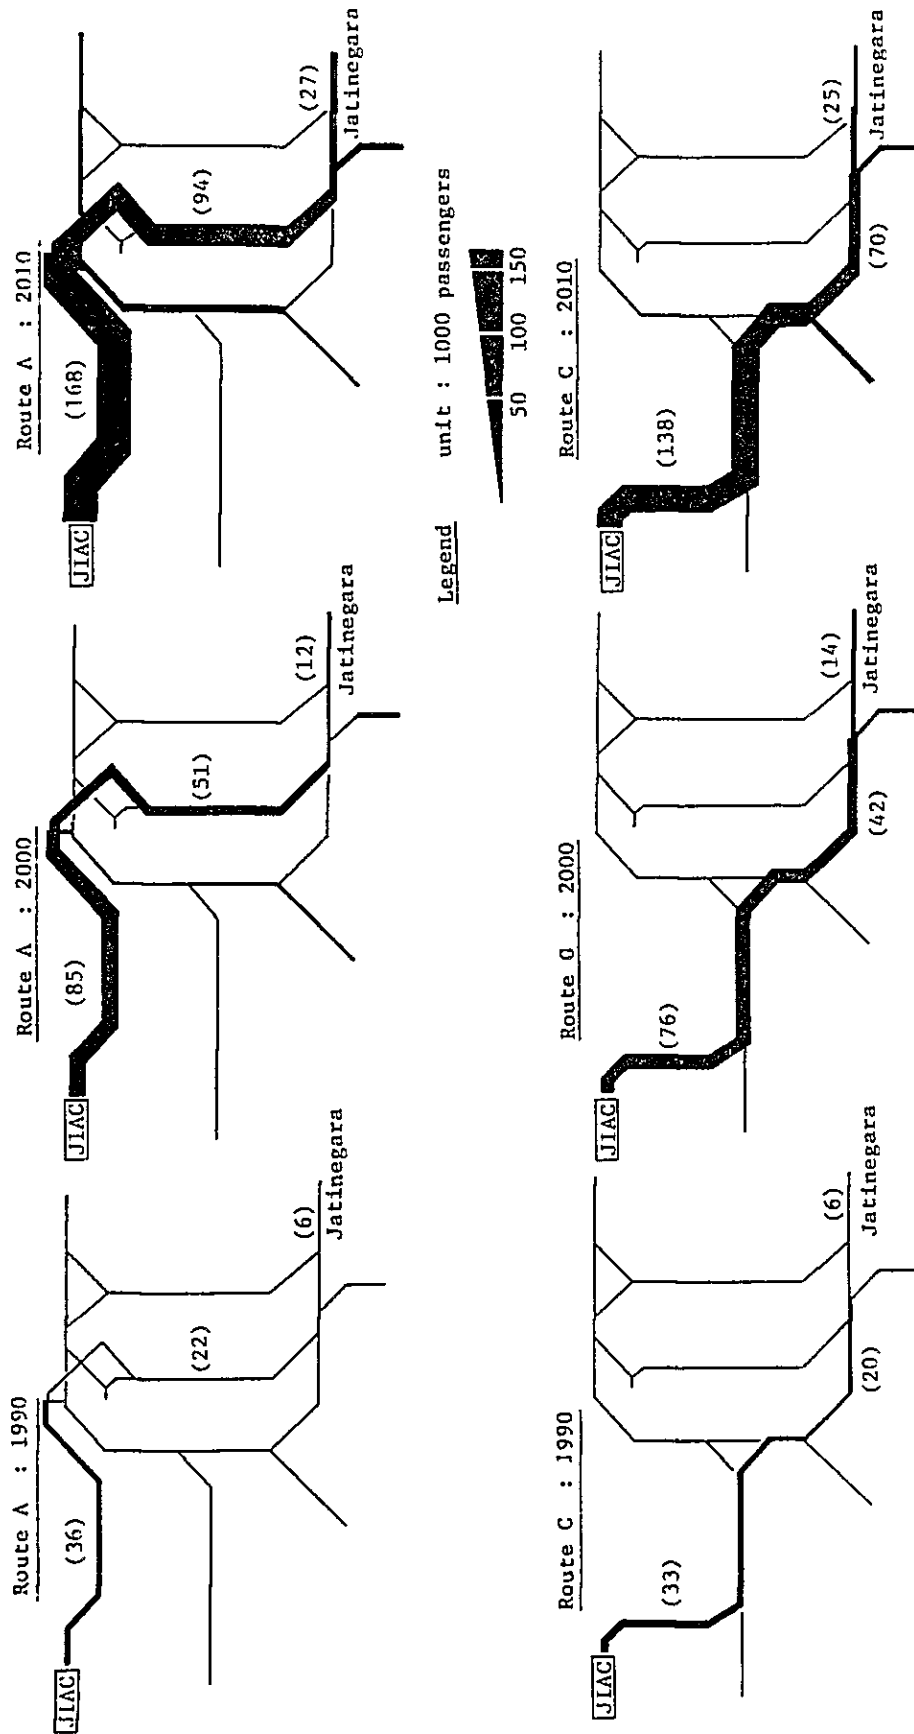 Route A : 1990
JIAC
(36)
(22)
(6)
Jatinegara
Route A : 2000
JIAC
(85)
(51)
(12)
Jatinegara
Route A : 2010
JIAC
(168)
(94)
(27)
Jatinegara
Legend
unit : 1000 passengers
50 100 150
Route C : 1990
JIAC
(33)
(20)
(6)
Jatinegara
Route C : 2000
JIAC
(76)
(42)
(14)
Jatinegara
Route C : 2010
JIAC
(138)
(70)
(25)
Jatinegara